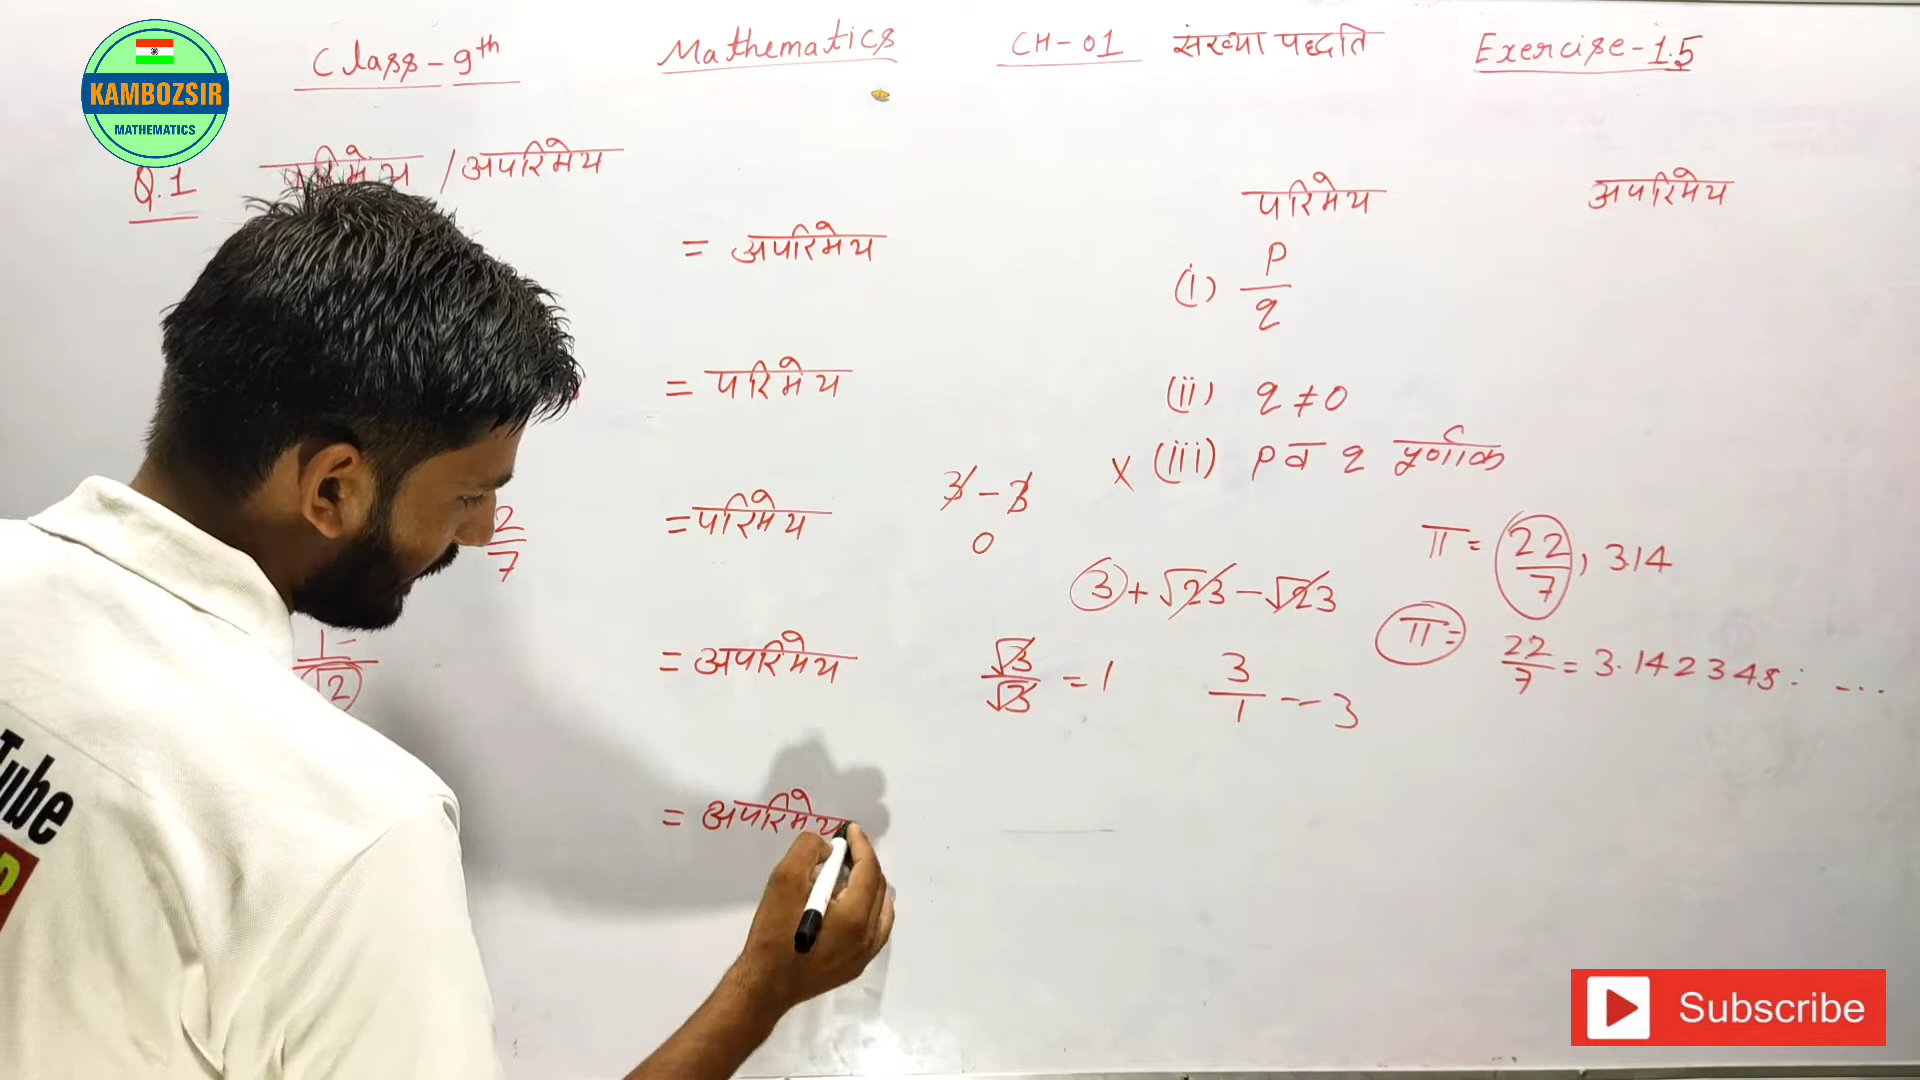 KAMBOZSIR
MATHEMATICS
Class-9th Mathematics CH-01 संख्या पद्धति Exercise-1.5
Q.1 परिमेय / अपरिमेय
= अपरिमेय
= परिमेय
2/7 = परिमेय
1/√2 = अपरिमेय
= अपरिमेय
परिमेय अपरिमेय
(i) p/q
(ii) q ≠ 0
X (iii) p व q पूर्णांक
3 - 3
0
3 + √23 - √23
√3/√3 = 1 3/1 - 3
π = 22/7, 3.14
π = 22/7 = 3.142345: ...
Tube
Subscribe